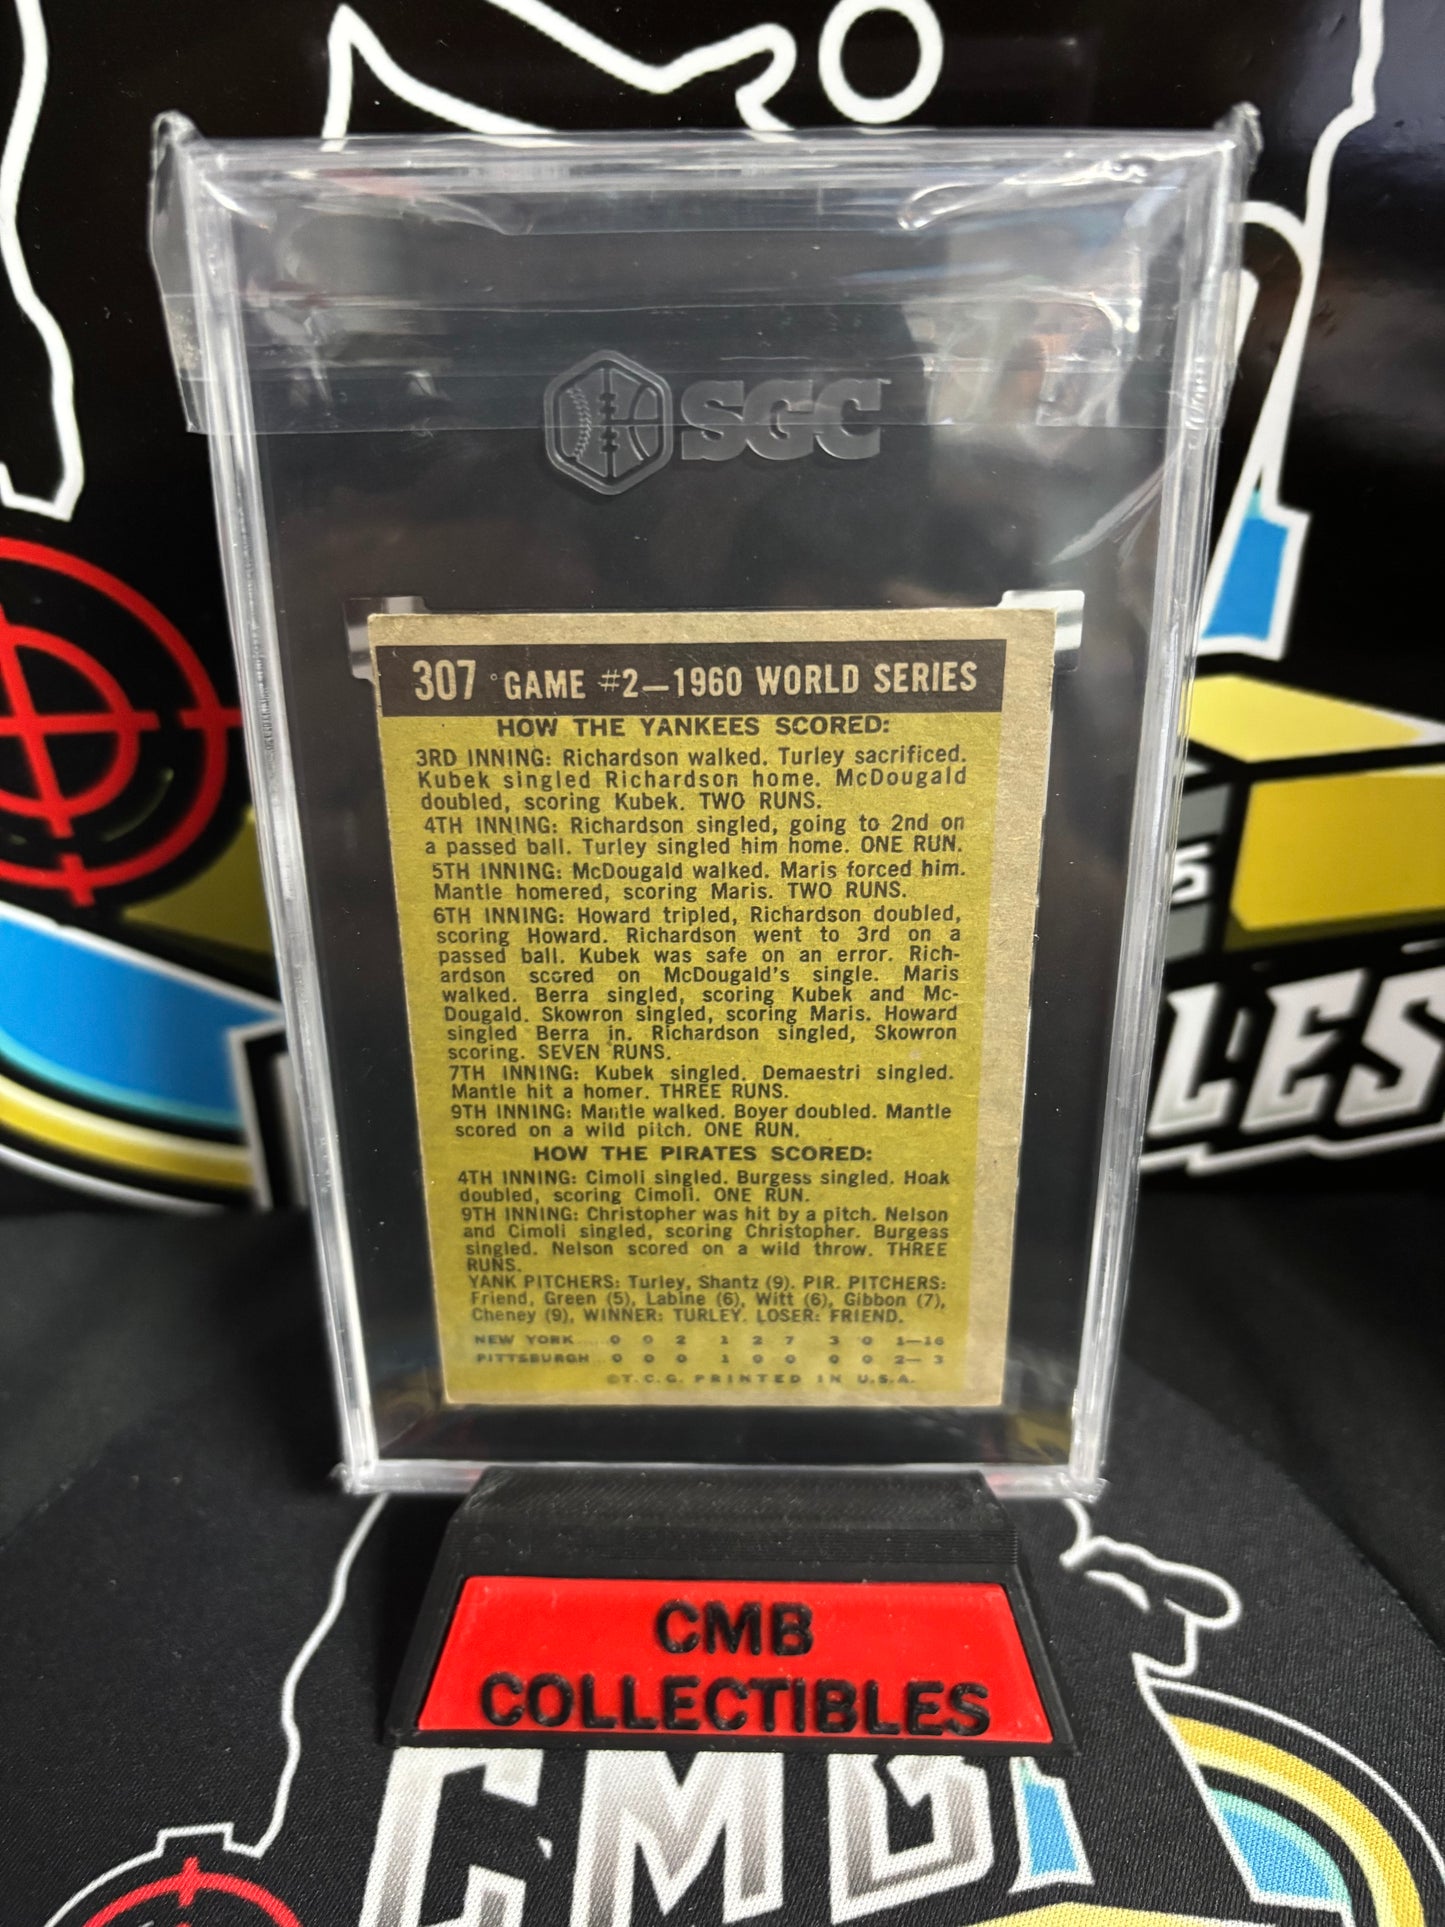 SGC
307 GAME #2—1960 WORLD SERIES
HOW THE YANKEES SCORED:
3RD INNING: Richardson walked. Turley sacrificed.
Kubek singled Richardson home. McDougald
doubled, scoring Kubek. TWO RUNS.
4TH INNING: Richardson singled, going to 2nd on
a passed ball. Turley singled him home. ONE RUN.
5TH INNING: McDougald walked. Maris forced him.
Mantle homered, scoring Maris. TWO RUNS.
6TH INNING: Howard tripled, Richardson doubled,
scoring Howard. Richardson went to 3rd on a
passed ball. Kubek was safe on an error. Rich-
ardson scored on McDougald's single. Maris
walked. Berra singled, scoring Kubek and Mc-
Dougald. Skowron singled, scoring Maris. Howard
singled Berra in. Richardson singled, Skowron
scoring. SEVEN RUNS.
7TH INNING: Kubek singled. Demaestri singled.
Mantle hit a homer. THREE RUNS.
9TH INNING: Mantle walked. Boyer doubled. Mantle
scored on a wild pitch. ONE RUN.
HOW THE PIRATES SCORED:
4TH INNING: Cimoli singled. Burgess singled. Hoak
doubled, scoring Cimoli. ONE RUN.
9TH INNING: Christopher was hit by a pitch. Nelson
and Cimoli singled, scoring Christopher. Burgess
singled. Nelson scored on a wild throw. THREE
RUNS.
YANK PITCHERS: Turley, Shantz (9). PIR. PITCHERS:
Friend, Green (5), Labine (6), Witt (6), Gibbon (7),
Cheney (9), WINNER: TURLEY. LOSER: FRIEND.
NEW YORK 0 0 2 1 2 7 3 0 1—16
PITTSBURGH 0 0 0 1 0 0 0 0 2— 3
©T.C.G. PRINTED IN U.S.A.
CMB
COLLECTIBLES
CMB